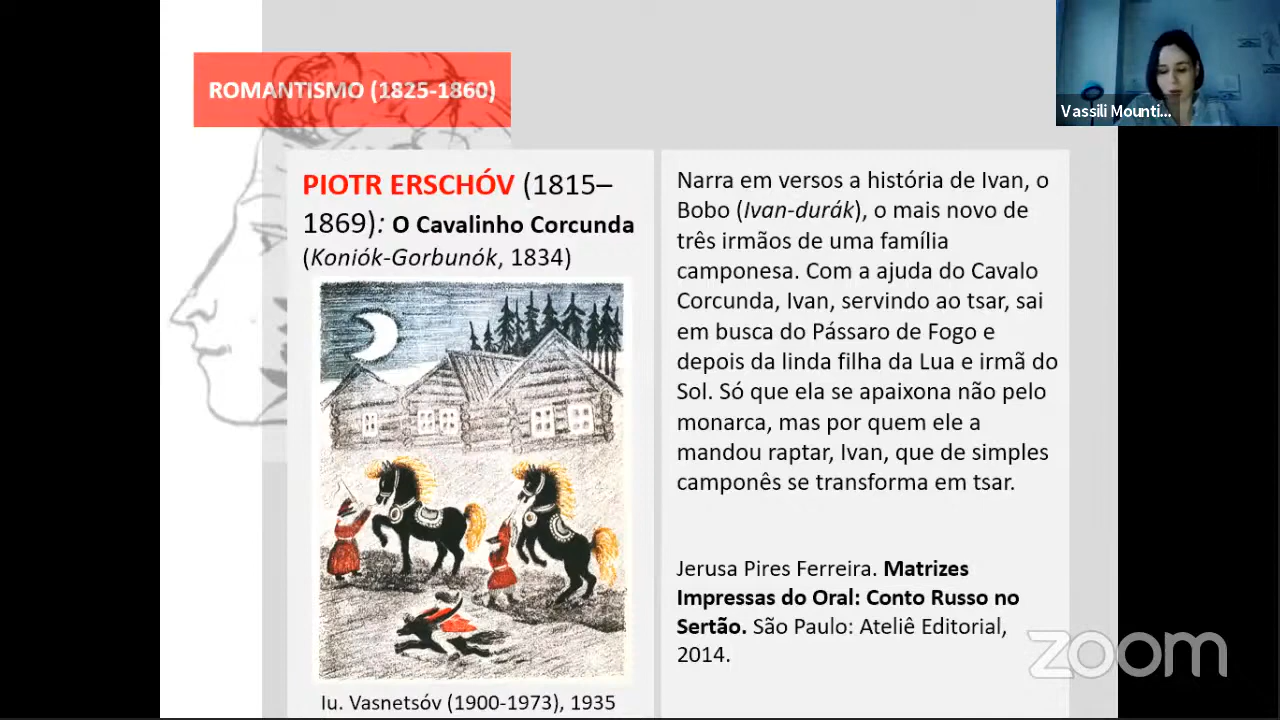 ROMANTISMO (1825-1860)
Vassili Mounti...
PIOTR ERSCHÓV (1815–
1869): O Cavalinho Corcunda
(Koniók-Gorbunók, 1834)
Iu. Vasnetsóv (1900-1973), 1935
Narra em versos a história de Ivan, o
Bobo (Ivan-durák), o mais novo de
três irmãos de uma família
camponesa. Com a ajuda do Cavalo
Corcunda, Ivan, servindo ao tsar, sai
em busca do Pássaro de Fogo e
depois da linda filha da Lua e irmã do
Sol. Só que ela se apaixona não pelo
monarca, mas por quem ele a
mandou raptar, Ivan, que de simples
camponês se transforma em tsar.
Jerusa Pires Ferreira. Matrizes
Impressas do Oral: Conto Russo no
Sertão. São Paulo: Ateliê Editorial,
2014.
zoom